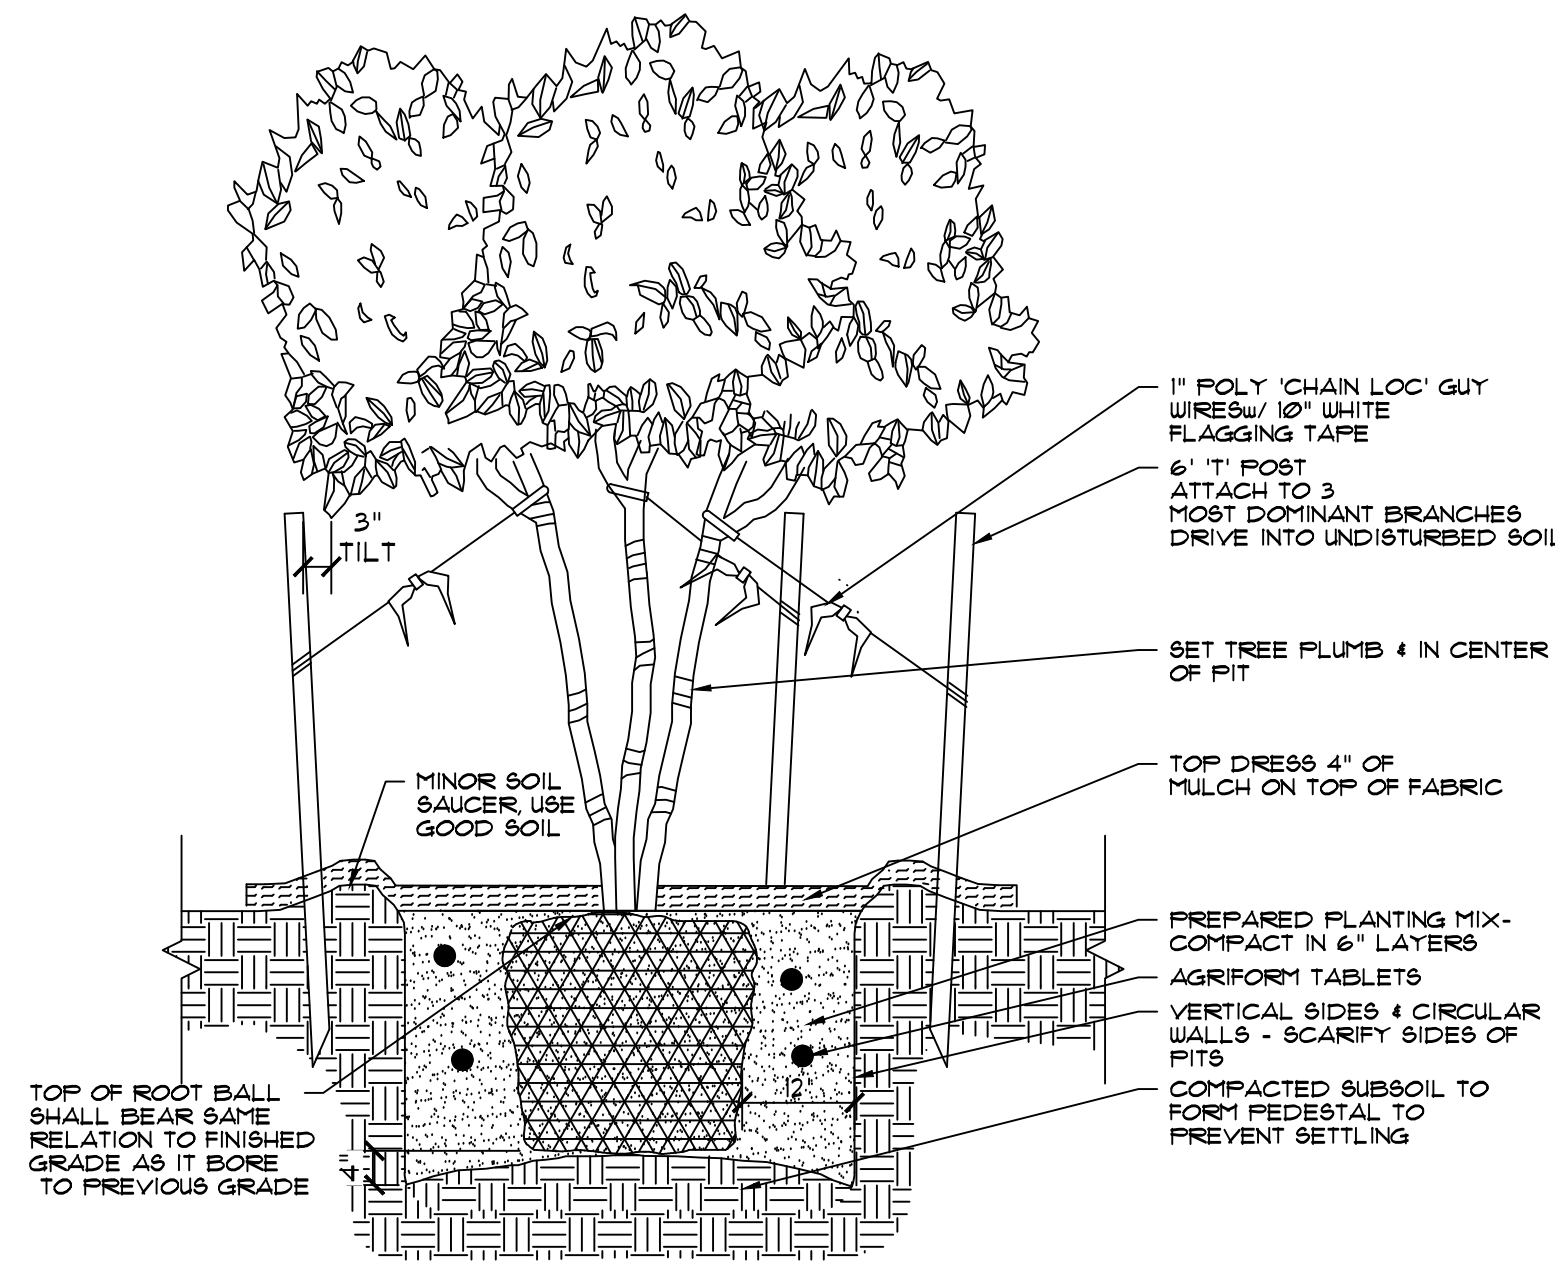 1" POLY 'CHAIN LOC' GUY
WIRESw/ 10" WHITE
FLAGGING TAPE
6' 'T' POST
ATTACH TO 3
MOST DOMINANT BRANCHES
DRIVE INTO UNDISTURBED SOIL
3"
TILT
SET TREE PLUMB & IN CENTER
OF PIT
TOP DRESS 4" OF
MULCH ON TOP OF FABRIC
MINOR SOIL
SAUCER, USE
GOOD SOIL
PREPARED PLANTING MIX-
COMPACT IN 6" LAYERS
AGRIFORM TABLETS
VERTICAL SIDES & CIRCULAR
WALLS - SCARIFY SIDES OF
PITS
COMPACTED SUBSOIL TO
FORM PEDESTAL TO
PREVENT SETTLING
TOP OF ROOT BALL
SHALL BEAR SAME
RELATION TO FINISHED
GRADE AS IT BORE
TO PREVIOUS GRADE
12"
4"